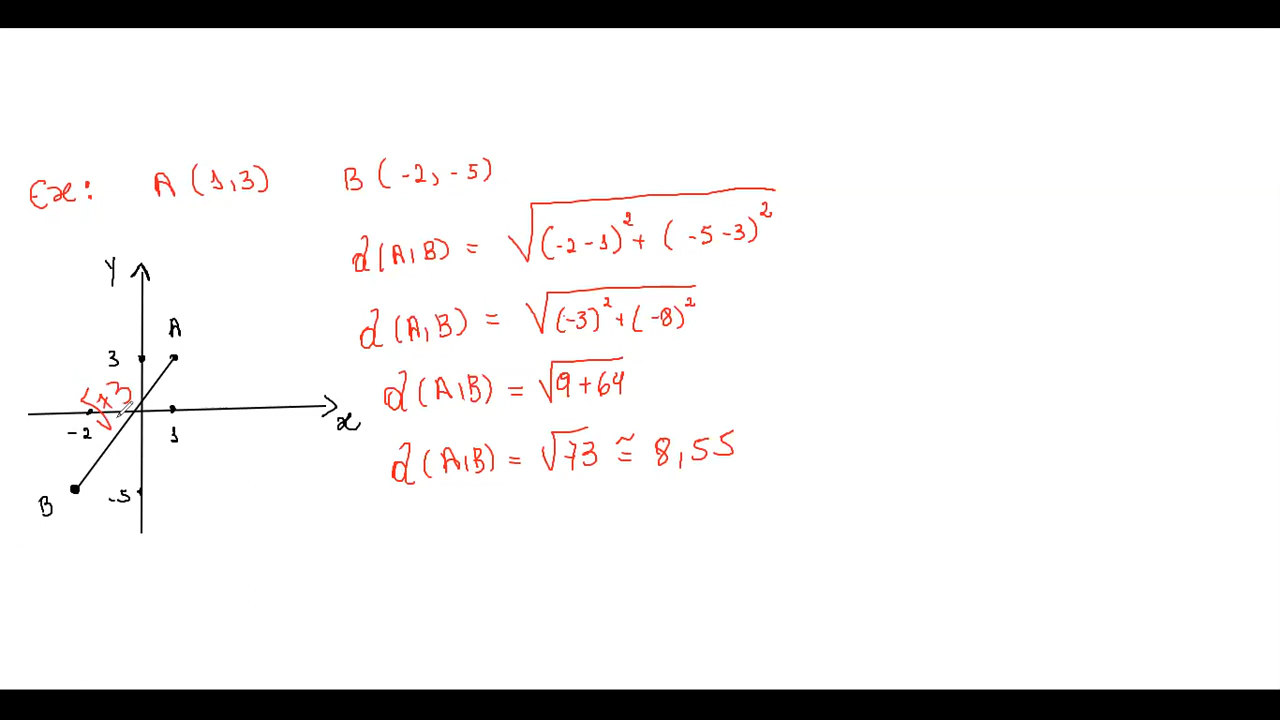 Ex: A (1,3) B (-2, -5)
d(A,B) = √(-2-1)² + (-5-3)²
d(A,B) = √(-3)² + (-8)²
d(A,B) = √9+64
d(A,B) = √73 ≅ 8,55
Y
A
3
√73
-2
1
x
B
-5